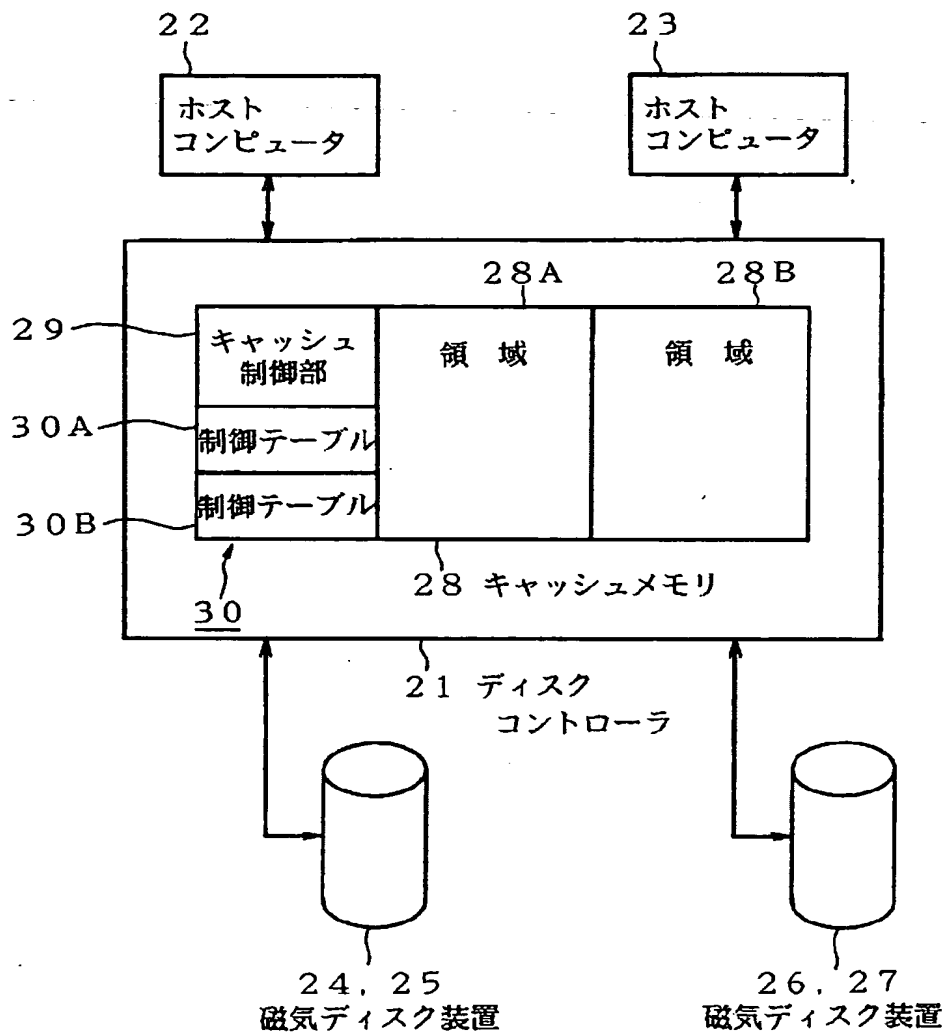 ２２
２３
ホスト
コンピュータ
ホスト
コンピュータ
２８Ａ
２８Ｂ
２９
キャッシュ
制御部
領 域
領 域
３０Ａ
制御テーブル
制御テーブル
３０Ｂ
３０
２８ キャッシュメモリ
２１ ディスク
コントローラ
２４，２５
磁気ディスク装置
２６，２７
磁気ディスク装置